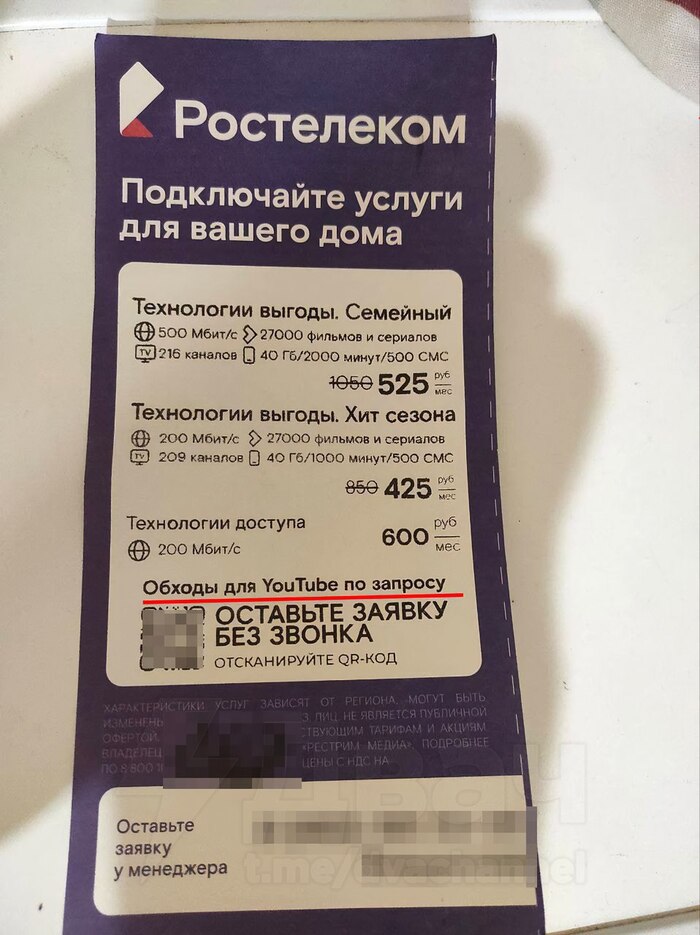 Ростелеком
Подключайте услуги
для вашего дома
Технологии выгоды. Семейный
500 Мбит/с 27000 фильмов и сериалов
TV 216 каналов 40 Гб/2000 минут/500 СМС
1050 525 руб мес
Технологии выгоды. Хит сезона
200 Мбит/с 27000 фильмов и сериалов
TV 209 каналов 40 Гб/1000 минут/500 СМС
850 425 руб мес
Технологии доступа
200 Мбит/с
600 руб мес
Обходы для YouTube по запросу
ОСТАВЬТЕ ЗАЯВКУ
БЕЗ ЗВОНКА
ОТСКАНИРУЙТЕ QR-КОД
ХАРАКТЕРИСТИКИ УСЛУГ ЗАВИСЯТ ОТ РЕГИОНА, МОГУТ БЫТЬ
ИЗМЕНЕНЫ З. ЛИЦ, НЕ ЯВЛЯЕТСЯ ПУБЛИЧНОЙ
ОФЕРТОЙ. СТВУЮЩИМ ТАРИФАМ И АКЦИЯМ
ВЛАДЕЛЕЦ «РЕСТРИМ МЕДИА». ПОДРОБНЕЕ
ПО 8 800 ЦЕНЫ С НДС НА
Двач
Оставьте
заявку
у менеджера
t.me/dvachannel